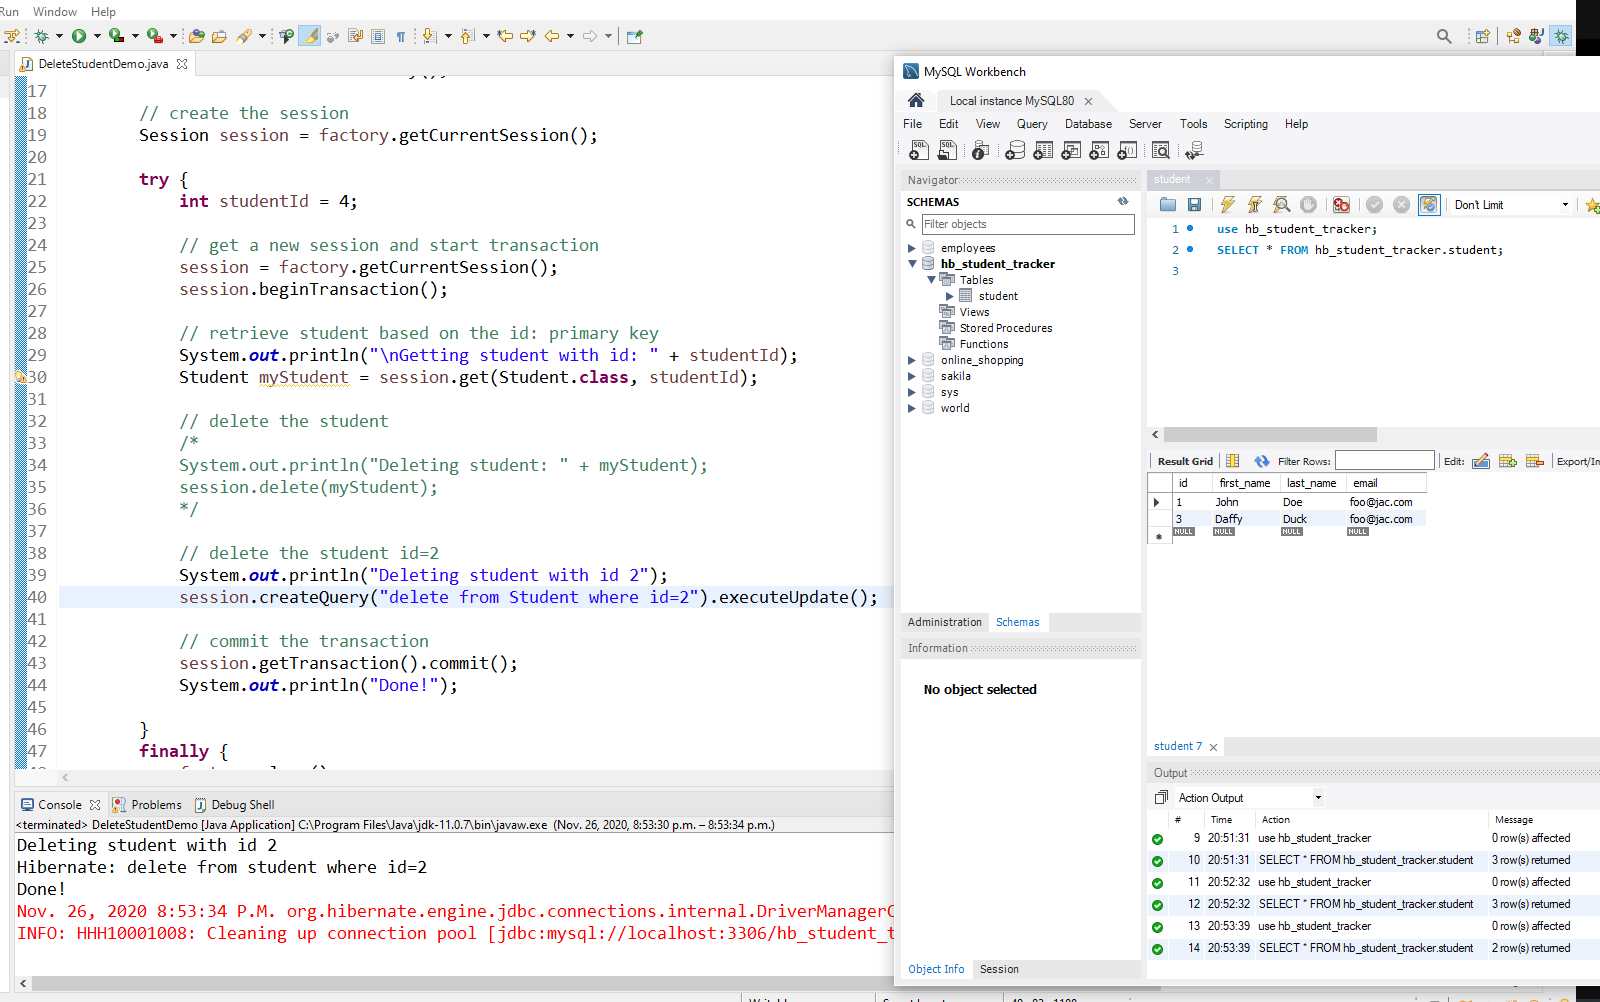 Run Window Help
DeleteStudentDemo.java
17
18 // create the session
19 Session session = factory.getCurrentSession();
20
21 try {
22 int studentId = 4;
23
24 // get a new session and start transaction
25 session = factory.getCurrentSession();
26 session.beginTransaction();
27
28 // retrieve student based on the id: primary key
29 System.out.println("\nGetting student with id: " + studentId);
30 Student myStudent = session.get(Student.class, studentId);
31
32 // delete the student
33 /*
34 System.out.println("Deleting student: " + myStudent);
35 session.delete(myStudent);
36 */
37
38 // delete the student id=2
39 System.out.println("Deleting student with id 2");
40 session.createQuery("delete from Student where id=2").executeUpdate();
41
42 // commit the transaction
43 session.getTransaction().commit();
44 System.out.println("Done!");
45
46 }
47 finally {
Console Problems Debug Shell
<terminated> DeleteStudentDemo [Java Application] C:\Program Files\Java\jdk-11.0.7\bin\javaw.exe (Nov. 26, 2020, 8:53:30 p.m. – 8:53:34 p.m.)
Deleting student with id 2
Hibernate: delete from student where id=2
Done!
Nov. 26, 2020 8:53:34 P.M. org.hibernate.engine.jdbc.connections.internal.DriverManagerC
INFO: HHH10001008: Cleaning up connection pool [jdbc:mysql://localhost:3306/hb_student_t
MySQL Workbench
Local instance MySQL80
File Edit View Query Database Server Tools Scripting Help
Navigator
SCHEMAS
Filter objects
employees
hb_student_tracker
Tables
student
Views
Stored Procedures
Functions
online_shopping
sakila
sys
world
Administration Schemas
Information
No object selected
Object Info Session
student
Don't Limit
1 use hb_student_tracker;
2 SELECT * FROM hb_student_tracker.student;
3
Result Grid Filter Rows: Edit: Export/Im
id first_name last_name email
1 John Doe foo@jac.com
3 Daffy Duck foo@jac.com
NULL NULL NULL NULL
student 7
Output
Action Output
# Time Action Message
9 20:51:31 use hb_student_tracker 0 row(s) affected
10 20:51:31 SELECT * FROM hb_student_tracker.student 3 row(s) returned
11 20:52:32 use hb_student_tracker 0 row(s) affected
12 20:52:32 SELECT * FROM hb_student_tracker.student 3 row(s) returned
13 20:53:39 use hb_student_tracker 0 row(s) affected
14 20:53:39 SELECT * FROM hb_student_tracker.student 2 row(s) returned